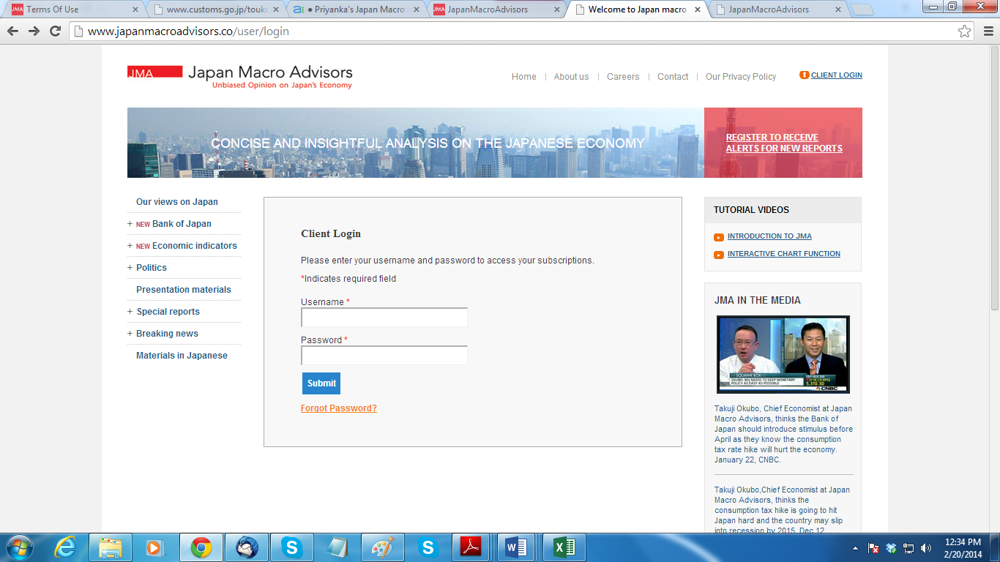 Terms Of Use
www.customs.go.jp/touke
● Priyanka's Japan Macro
JapanMacroAdvisors
Welcome to Japan macro
JapanMacroAdvisors
www.japanmacroadvisors.co/user/login
JMA Japan Macro Advisors
Unbiased Opinion on Japan's Economy
Home | About us | Careers | Contact | Our Privacy Policy
CLIENT LOGIN
CONCISE AND INSIGHTFUL ANALYSIS ON THE JAPANESE ECONOMY
REGISTER TO RECEIVE
ALERTS FOR NEW REPORTS
Our views on Japan
+ NEW Bank of Japan
+ NEW Economic indicators
+ Politics
Presentation materials
+ Special reports
+ Breaking news
Materials in Japanese
Client Login
Please enter your username and password to access your subscriptions.
*Indicates required field
Username *
Password *
Submit
Forgot Password?
TUTORIAL VIDEOS
INTRODUCTION TO JMA
INTERACTIVE CHART FUNCTION
JMA IN THE MEDIA
SQUAWK BOX
OKUBO: BOJ NEEDS TO KEEP MONETARY
POLICY AS EASY AS POSSIBLE
5,310.30
CNBC
Takuji Okubo, Chief Economist at Japan
Macro Advisors, thinks the Bank of
Japan should introduce stimulus before
April as they know the consumption
tax rate hike will hurt the economy.
January 22, CNBC.
Takuji Okubo,Chief Economist at Japan
Macro Advisors, thinks the
consumption tax hike is going to hit
Japan hard and the country may slip
into recession by 2015. Dec 12
12:34 PM
2/20/2014